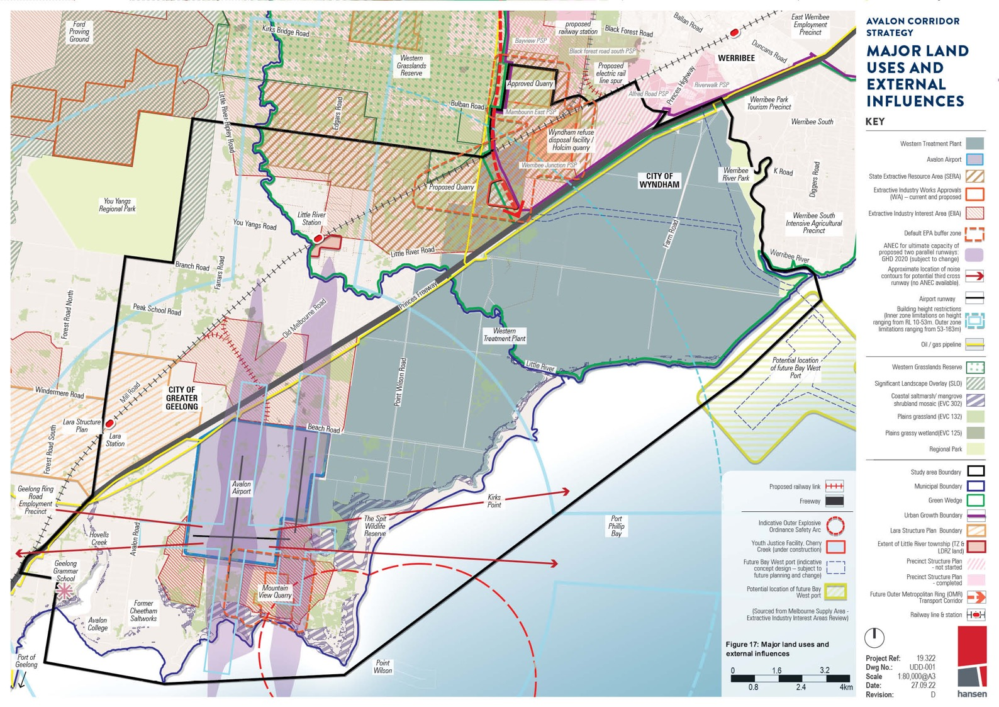 Ford
Proving
Ground
Kirks Bridge Road
Western
Grasslands
Reserve
proposed
railway station
Bayview PSP
Black Forest Road
Black forest road south PSP
Ballan Road
East Werribee
Employment
Precinct
Duncans Road
WERRIBEE
Approved Quarry
Proposed
electric rail
line spur
Alfred Road PSP
Princes Highway
Riverwalk PSP
Werribee Park
Tourism Precinct
Werribee South
Little River-Ripley Road
Edgars Road
Bulban Road
Mambourin East PSP
Wyndham refuse
disposal facility /
Holcim quarry
Werribee Junction PSP
CITY OF
WYNDHAM
Werribee
River Park
K Road
Diggers Road
Proposed Quarry
You Yangs
Regional Park
Little River
Station
You Yangs Road
Werribee South
Intensive Agricultural
Precinct
Farm Road
Little River Road
Werribee River
Branch Road
Farrars Road
Princes Freeway
Forest Road North
Peak School Road
Old Melbourne Road
Western
Treatment Plant
Little River
Potential location
of future Bay West
Port
Point Wilson Road
Windermere Road
Mill Road
CITY OF
GREATER
GEELONG
Lara Structure
Plan
Lara
Station
Forest Road South
Beach Road
Avalon
Airport
Geelong Ring
Road
Employment
Precinct
Kirks
Point
The Spit
Wildlife
Reserve
Port
Phillip
Bay
Hovells
Creek
Avalon Road
Geelong
Grammar
School
Mountain
View Quarry
Former
Cheetham
Saltworks
Avalon
College
Port of
Geelong
Point
Wilson
AVALON CORRIDOR
STRATEGY
MAJOR LAND
USES AND
EXTERNAL
INFLUENCES
KEY
Western Treatment Plant
Avalon Airport
State Extractive Resource Area (SERA)
Extractive Industry Works Approvals
(WA) – current and proposed
Extractive Industry Interest Area (EIIA)
Default EPA buffer zone
ANEC for ultimate capacity of
proposed two parallel runways:
GHD 2020 (subject to change)
Approximate location of noise
contours for potential third cross
runway (no ANEC available).
Airport runway
Building height restrictions
(Inner zone limitations on height
ranging from RL 10-53m. Outer zone
limitations ranging from 53-163m)
Oil / gas pipeline
Western Grasslands Reserve
Significant Landscape Overlay (SLO)
Coastal saltmarsh/ mangrove
shrubland mosaic (EVC 302)
Plains grassland (EVC 132)
Plains grassy wetland(EVC 125)
Regional Park
Study area Boundary
Municipal Boundary
Green Wedge
Urban Growth Boundary
Lara Structure Plan Boundary
Extent of Little River township (TZ &
LDRZ land)
Precinct Structure Plan
- not started
Precinct Structure Plan
- completed
Future Outer Metropolitan Ring (OMR)
Transport Corridor
Railway line & station
Proposed railway link
Freeway
Indicative Outer Explosive
Ordinance Safety Arc
Youth Justice Facility, Cherry
Creek (under construction)
Future Bay West port (indicative
concept design – subject to
future planning and change)
Potential location of future Bay
West port
(Sourced from Melbourne Supply Area -
Extractive Industry Interest Areas Review)
Figure 17: Major land uses and
external influences
0 1.6 3.2
0.8 2.4 4km
Project Ref: 19.322
Dwg No.: UDD-001
Scale 1:80,000@A3
Date: 27.09.22
Revision: D
hansen